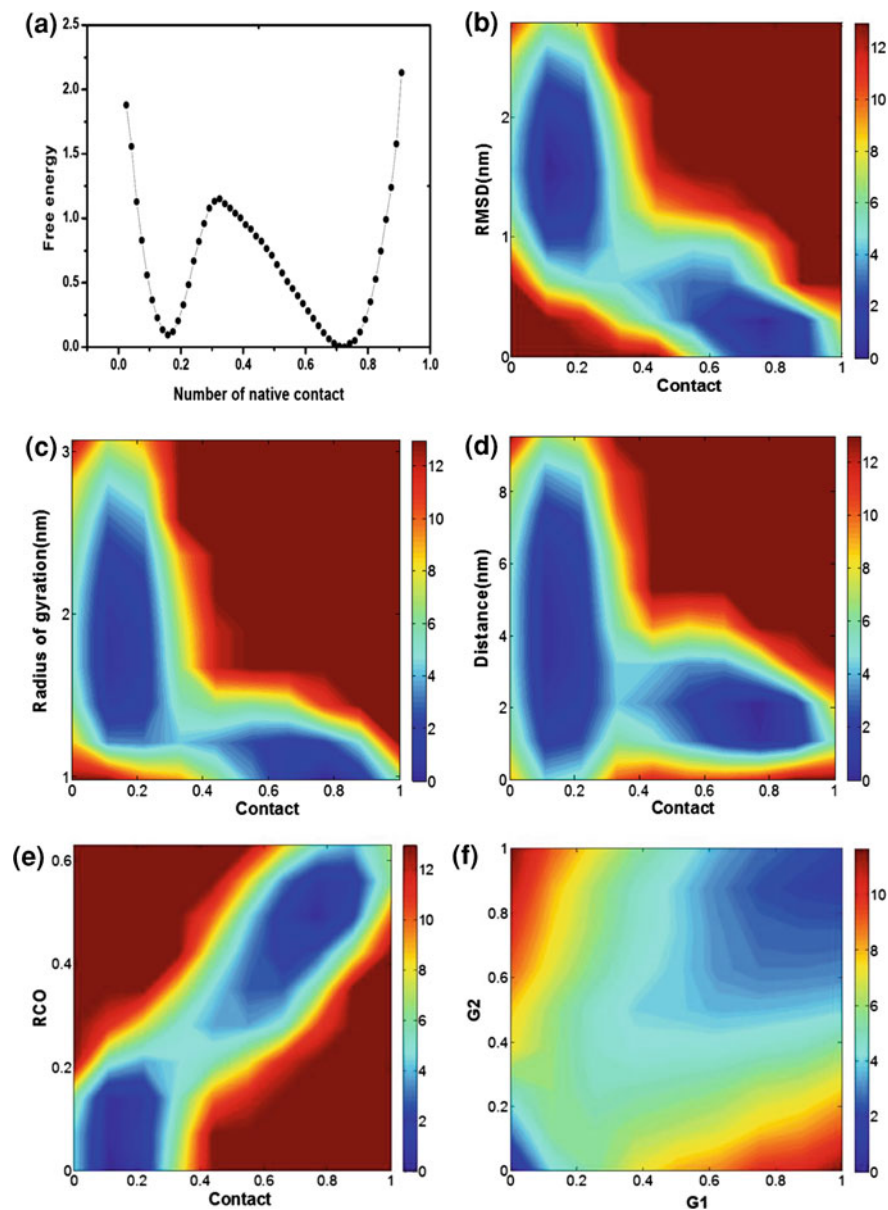 (a)
2.5
2.0
1.5
1.0
0.5
0.0
Free energy
0.0 0.2 0.4 0.6 0.8 1.0
Number of native contact
(b)
2
1
0
RMSD(nm)
0 0.2 0.4 0.6 0.8 1
Contact
12
10
8
6
4
2
0
(c)
3
2
1
Radius of gyration(nm)
0 0.2 0.4 0.6 0.8 1
Contact
12
10
8
6
4
2
0
(d)
8
6
4
2
0
Distance(nm)
0 0.2 0.4 0.6 0.8 1
Contact
12
10
8
6
4
2
0
(e)
0.6
0.4
0.2
0
RCO
0 0.2 0.4 0.6 0.8 1
Contact
12
10
8
6
4
2
0
(f)
1
0.8
0.6
0.4
0.2
0
G2
0 0.2 0.4 0.6 0.8 1
G1
10
8
6
4
2
0